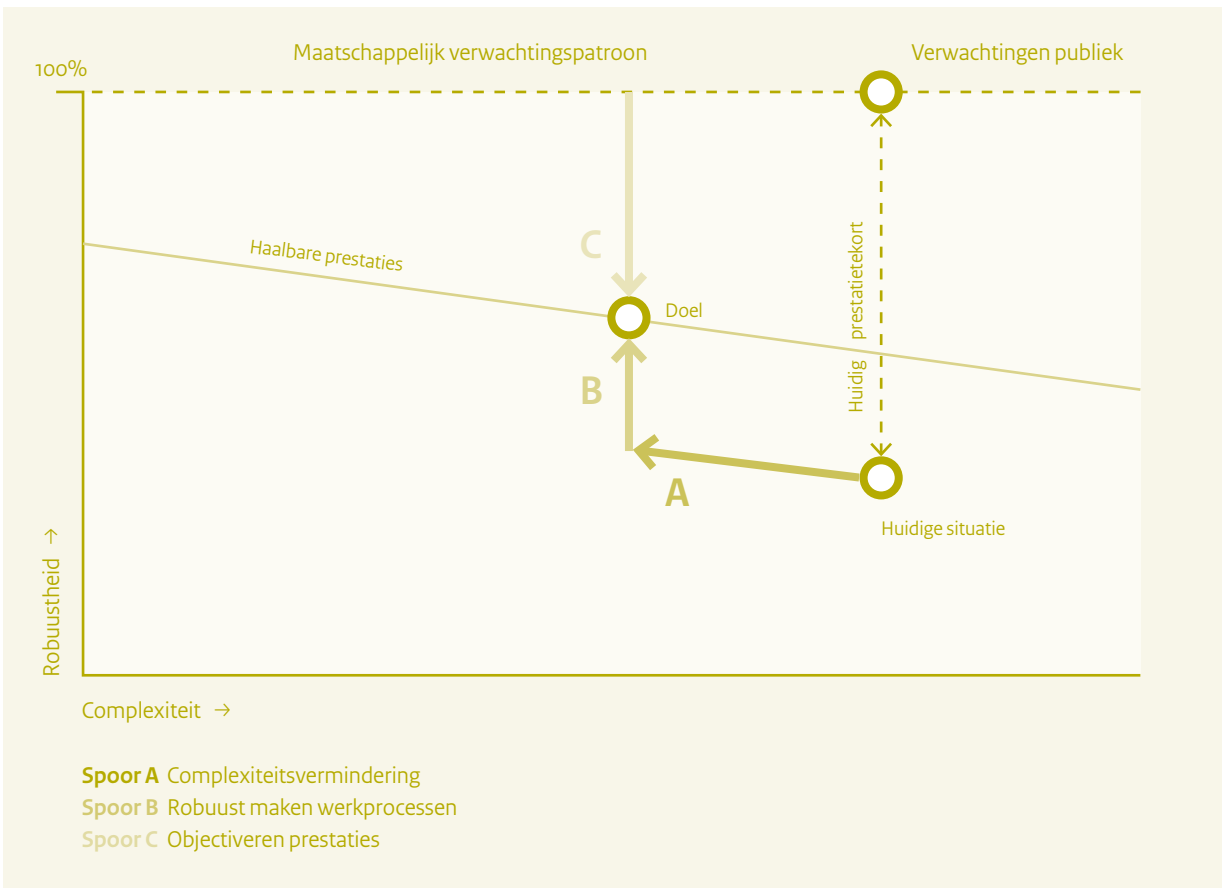 Maatschappelijk verwachtingspatroon
Verwachtingen publiek
100%
Haalbare prestaties
C
Doel
Huidig prestatietekort
B
A
Huidige situatie
Robuustheid →
Complexiteit →
Spoor A Complexiteitsvermindering
Spoor B Robuust maken werkprocessen
Spoor C Objectiveren prestaties